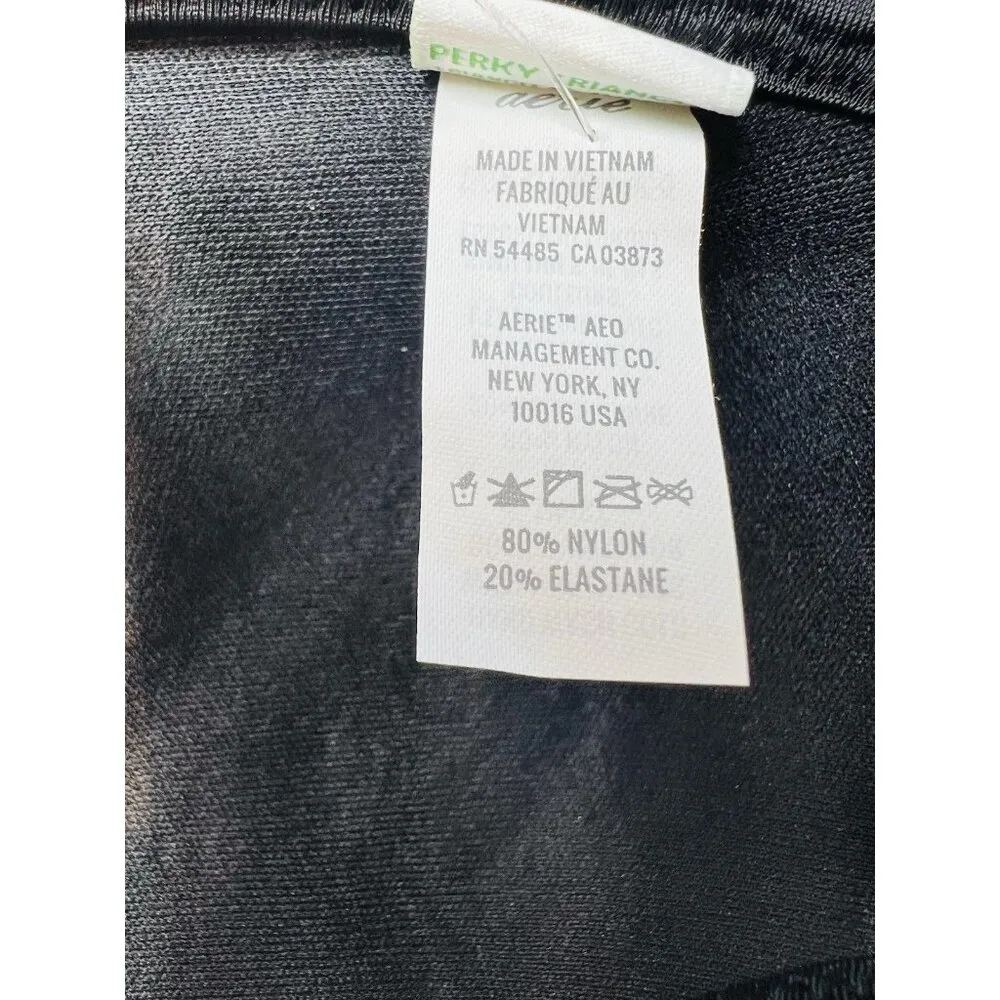 PERKY
aerie
MADE IN VIETNAM
FABRIQUÉ AU
VIETNAM
RN 54485 CA 03873
AERIE™ AEO
MANAGEMENT CO.
NEW YORK, NY
10016 USA
80% NYLON
20% ELASTANE